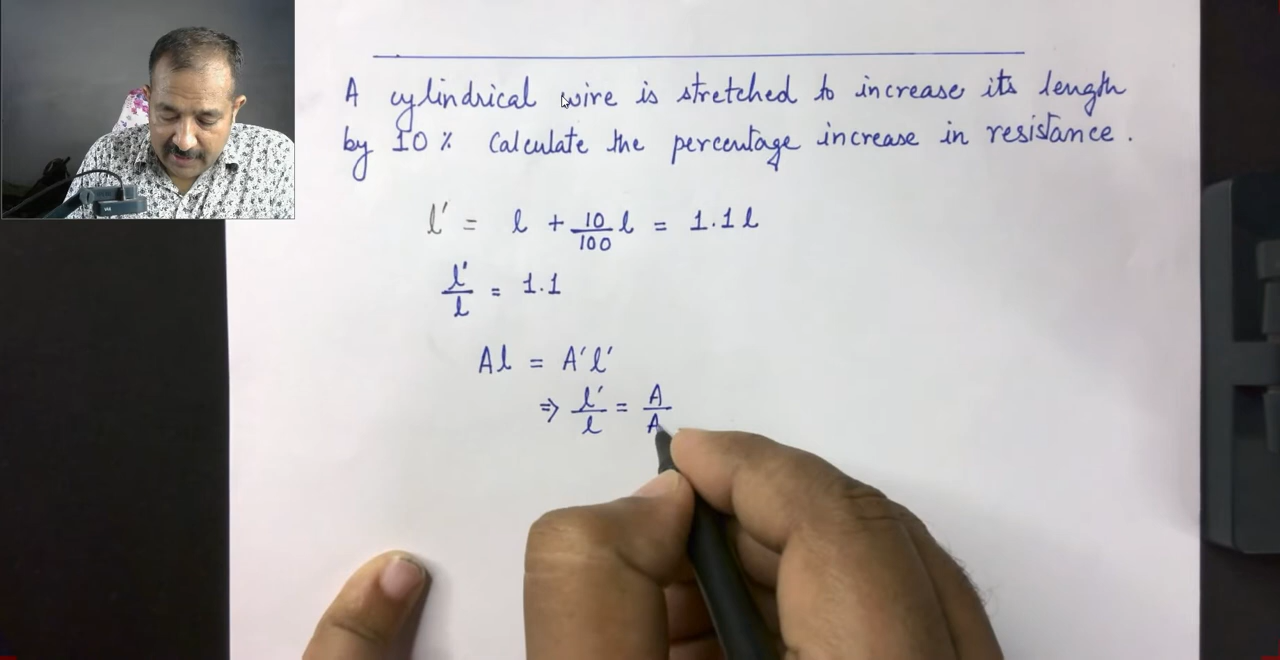 A cylindrical wire is stretched to increase its length
by 10 % Calculate the percentage increase in resistance.
l' = l + 10/100 l = 1.1 l
l'/l = 1.1
Al = A'l'
⇒ l'/l = A/A